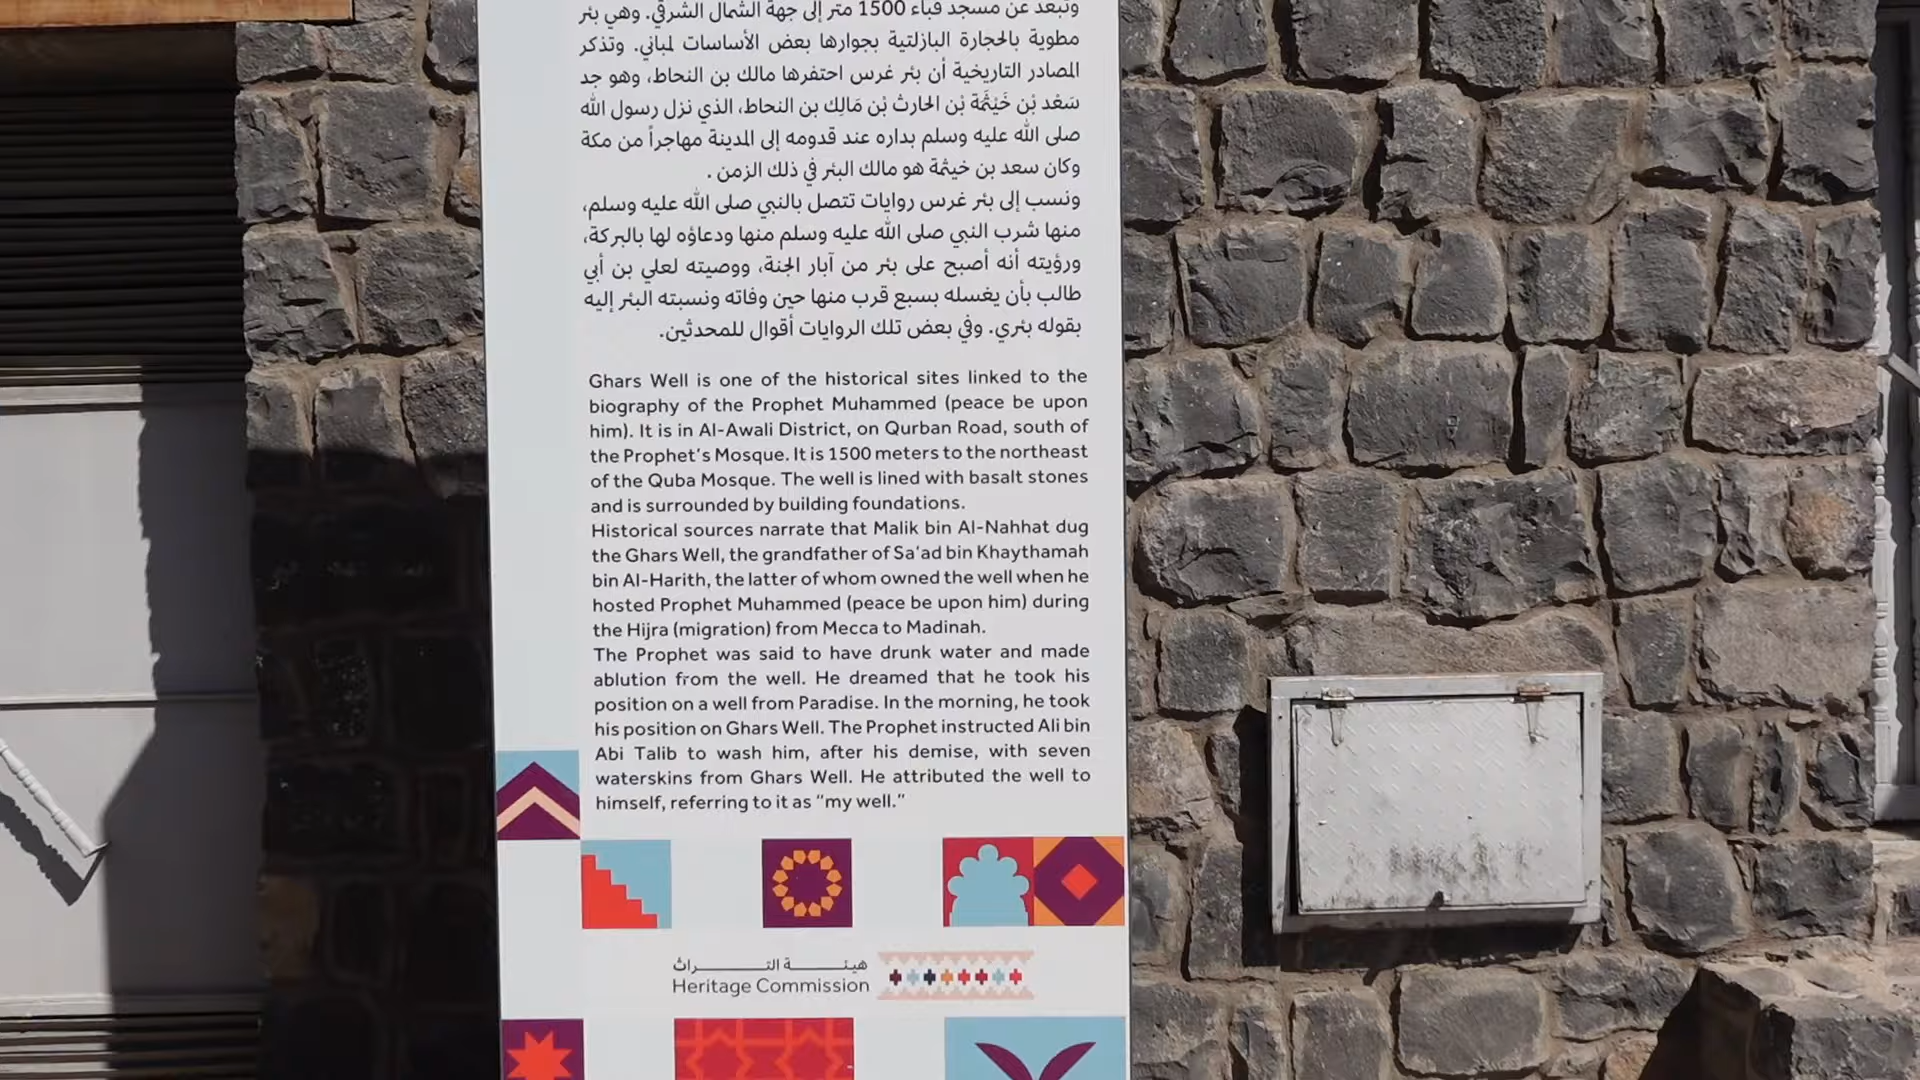 وتبعد عن مسجد قباء 1500 متر إلى جهة الشمال الشرقي. وهي بئر
مطوية بالحجارة البازلتية بجوارها بعض الأساسات لمباني. وتذكر
المصادر التاريخية أن بئر غرس احتفرها مالك بن النحاط، وهو جد
سَعْد بْن خَيْثَمَة بْن الحارث بْن مَالِك بن النحاط، الذي نزل رسول الله
صلى الله عليه وسلم بداره عند قدومه إلى المدينة مهاجراً من مكة
وكان سعد بن خيثمة هو مالك البئر في ذلك الزمن .
ونسب إلى بئر غرس روايات تتصل بالنبي صلى الله عليه وسلم،
منها شرب النبي صلى الله عليه وسلم منها ودعاؤه لها بالبركة،
ورؤيته أنه أصبح على بئر من آبار الجنة، ووصيته لعلي بن أبي
طالب بأن يغسله بسبع قرب منها حين وفاته ونسبته البئر إليه
بقوله بئري. وفي بعض تلك الروايات أقوال للمحدثين.
Ghars Well is one of the historical sites linked to the
biography of the Prophet Muhammed (peace be upon
him). It is in Al-Awali District, on Qurban Road, south of
the Prophet's Mosque. It is 1500 meters to the northeast
of the Quba Mosque. The well is lined with basalt stones
and is surrounded by building foundations.
Historical sources narrate that Malik bin Al-Nahhat dug
the Ghars Well, the grandfather of Sa'ad bin Khaythamah
bin Al-Harith, the latter of whom owned the well when he
hosted Prophet Muhammed (peace be upon him) during
the Hijra (migration) from Mecca to Madinah.
The Prophet was said to have drunk water and made
ablution from the well. He dreamed that he took his
position on a well from Paradise. In the morning, he took
his position on Ghars Well. The Prophet instructed Ali bin
Abi Talib to wash him, after his demise, with seven
waterskins from Ghars Well. He attributed the well to
himself, referring to it as “my well.”
هيئة التراث
Heritage Commission